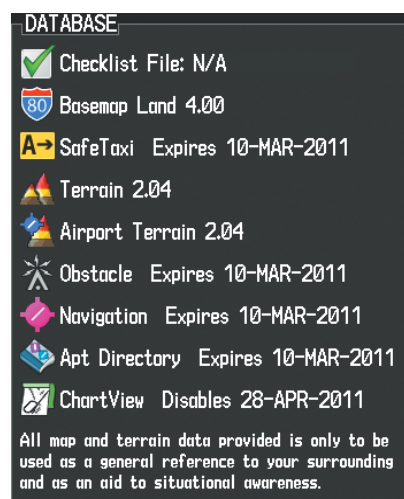 DATABASE
Checklist File: N/A
80 Basemap Land 4.00
A→ SafeTaxi Expires 10-MAR-2011
Terrain 2.04
Airport Terrain 2.04
Obstacle Expires 10-MAR-2011
Navigation Expires 10-MAR-2011
Apt Directory Expires 10-MAR-2011
ChartView Disables 28-APR-2011
All map and terrain data provided is only to be
used as a general reference to your surrounding
and as an aid to situational awareness.